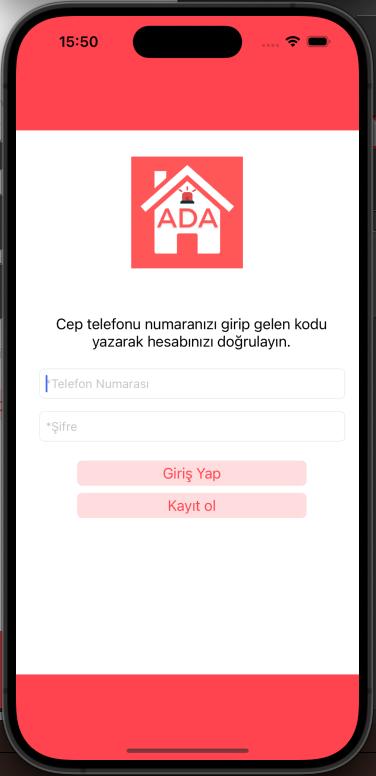 15:50
ADA
Cep telefonu numaranızı girip gelen kodu
yazarak hesabınızı doğrulayın.
*Telefon Numarası
*Şifre
Giriş Yap
Kayıt ol